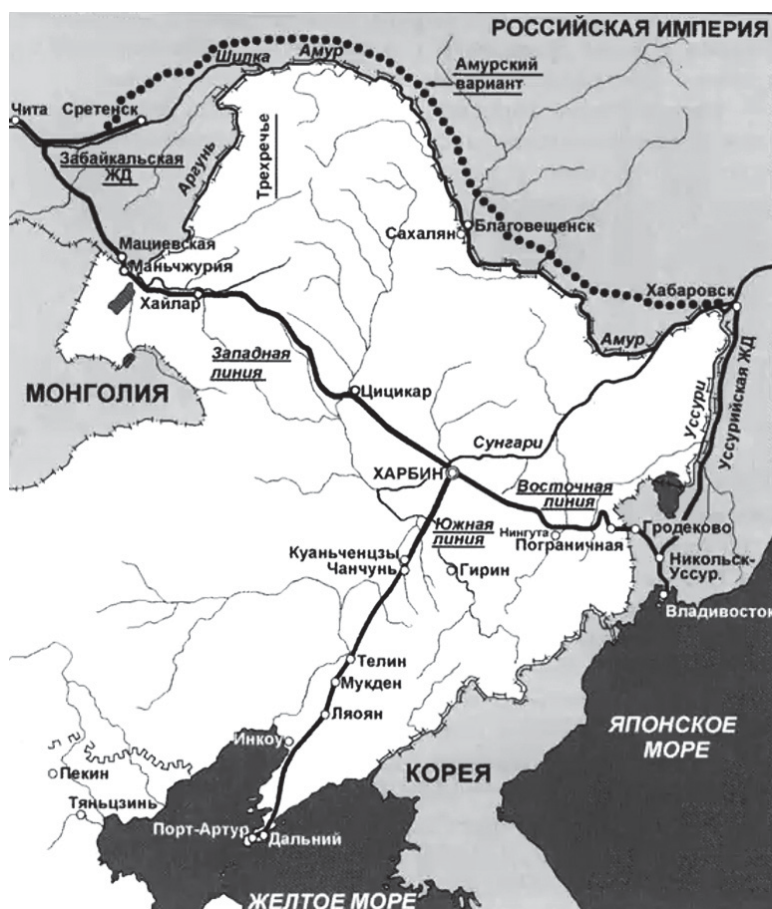 РОССИЙСКАЯ ИМПЕРИЯ
Шилка
Амур
Амурский
вариант
Чита
Сретенск
Забайкальская
ЖД
Аргунь
Трехречье
Сахалян
Благовещенск
Мациевская
Маньчжурия
Хайлар
Хабаровск
Амур
Западная
линия
МОНГОЛИЯ
Цицикар
Уссури
Уссурийская ЖД
Сунгари
ХАРБИН
Восточная
линия
Южная
линия
Нингута
Пограничная
Гродеково
Куаньченцзы
Чанчунь
Гирин
Никольск-
Уссур.
Владивосток
Телин
Мукден
Ляоян
Инкоу
ЯПОНСКОЕ
МОРЕ
КОРЕЯ
Пекин
Тяньцзинь
Порт-Артур
Дальний
ЖЕЛТОЕ МОРЕ